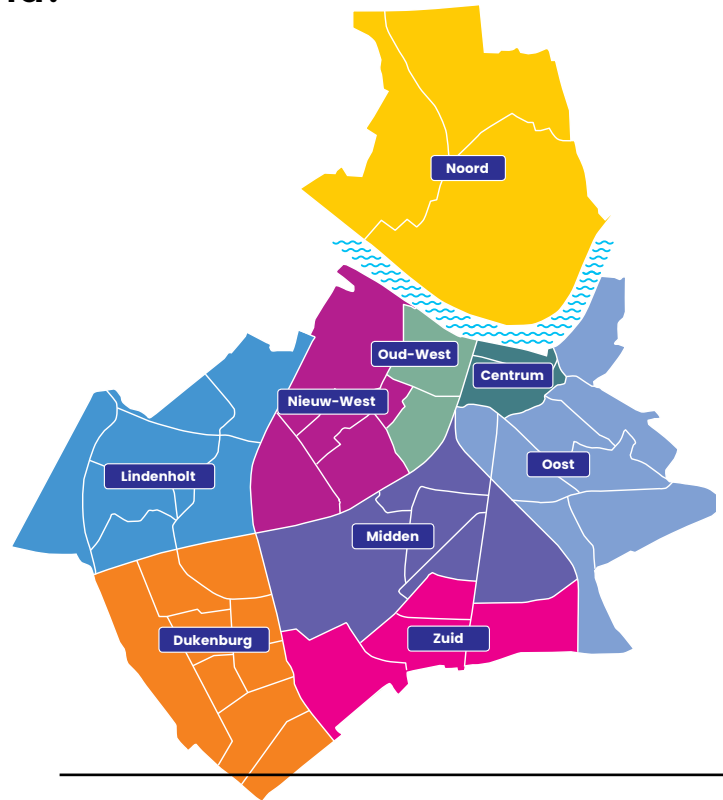 Noord
Oud-West
Centrum
Nieuw-West
Oost
Lindenholt
Midden
Dukenburg
Zuid